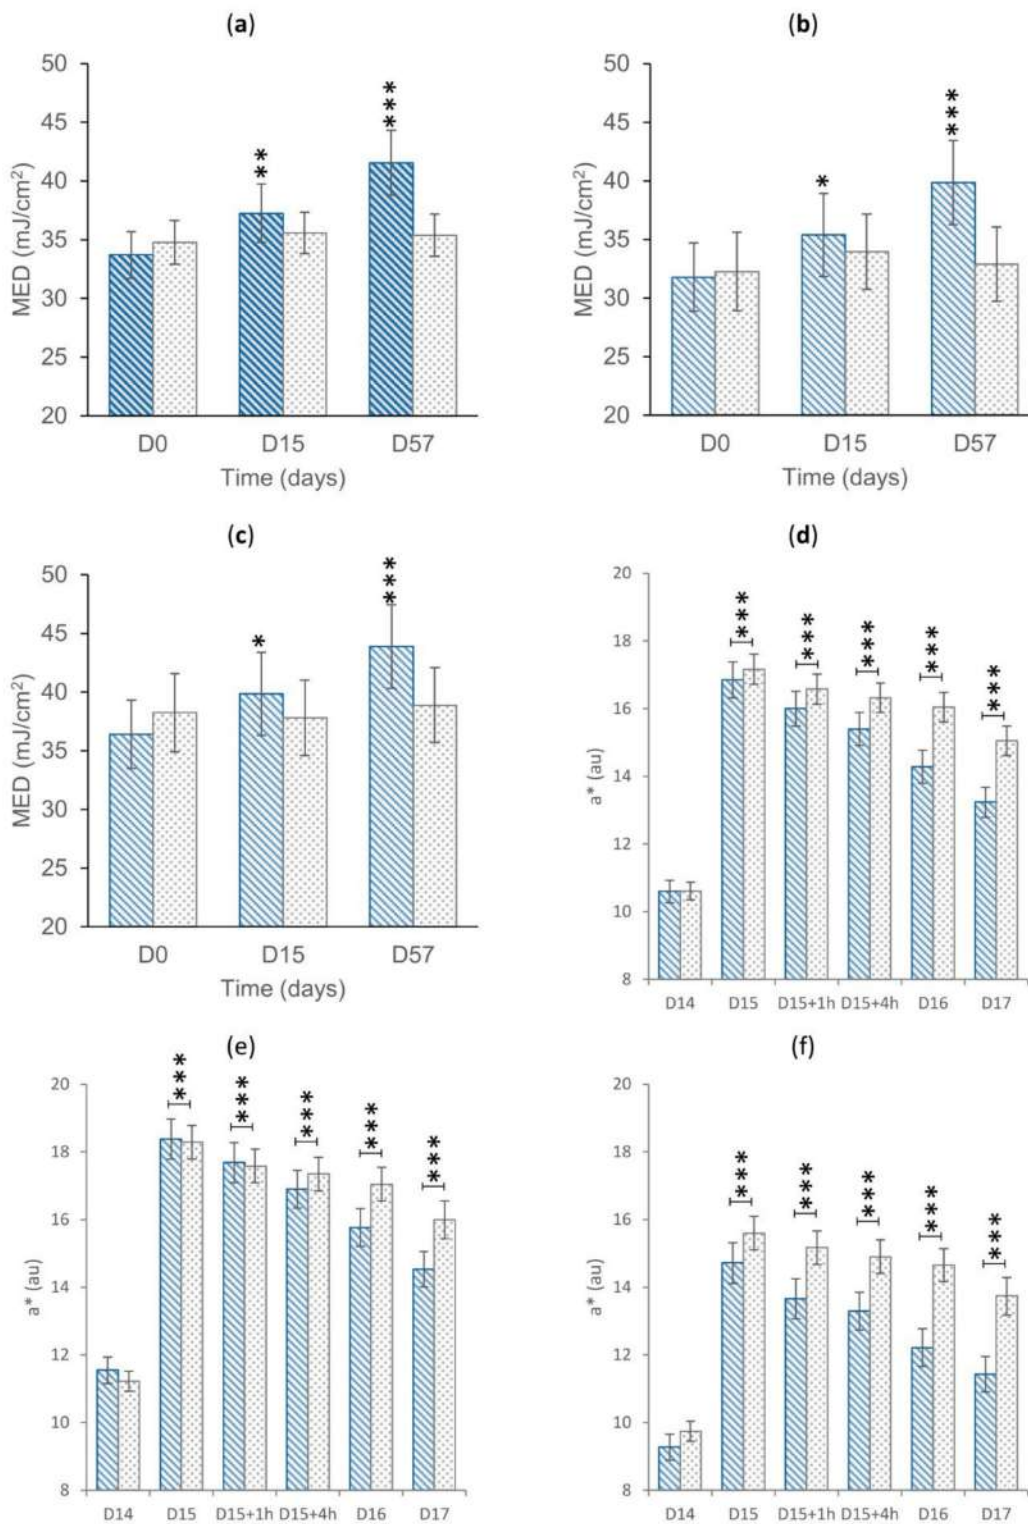 (a)
MED (mJ/cm²)
50
45
40
35
30
25
20
**
***
D0 D15 D57
Time (days)
(b)
MED (mJ/cm²)
50
45
40
35
30
25
20
*
***
D0 D15 D57
Time (days)
(c)
MED (mJ/cm²)
50
45
40
35
30
25
20
*
***
D0 D15 D57
Time (days)
(d)
a* (au)
20
18
16
14
12
10
8
*** *** *** *** ***
D14 D15 D15+1h D15+4h D16 D17
(e)
a* (au)
20
18
16
14
12
10
8
*** *** *** *** ***
D14 D15 D15+1h D15+4h D16 D17
(f)
a* (au)
20
18
16
14
12
10
8
*** *** *** *** ***
D14 D15 D15+1h D15+4h D16 D17